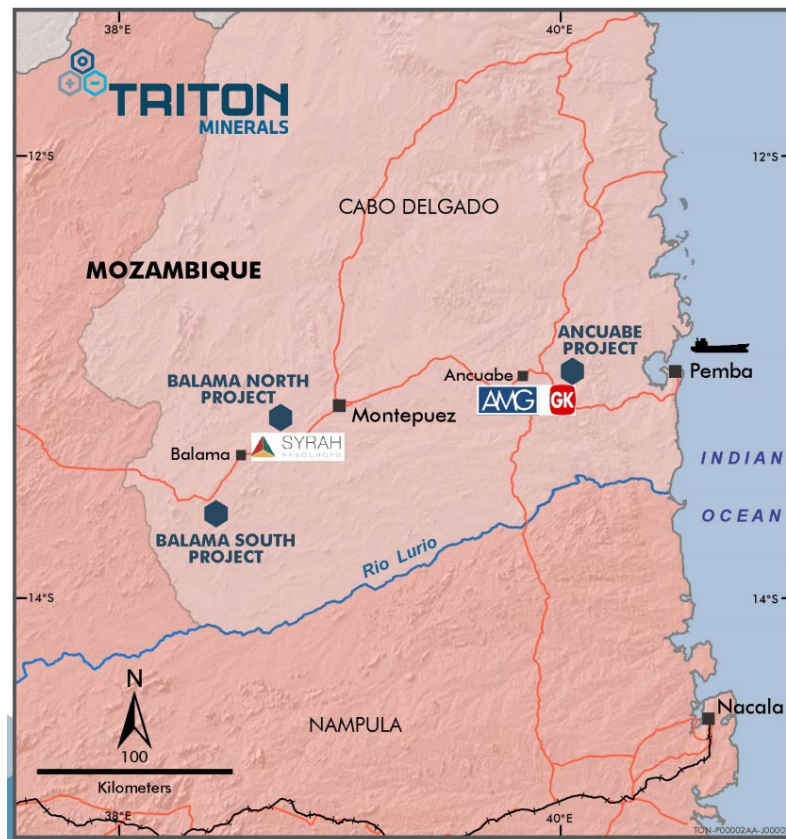 38°E
40°E
TRITON
MINERALS
12°S
12°S
CABO DELGADO
MOZAMBIQUE
ANCUABE
PROJECT
BALAMA NORTH
PROJECT
Ancuabe
Pemba
AMG GK
Montepuez
SYRAH
RESOURCES
Balama
INDIAN
OCEAN
BALAMA SOUTH
PROJECT
Rio Lurio
14°S
14°S
N
NAMPULA
Nacala
100
Kilometers
38°E
40°E